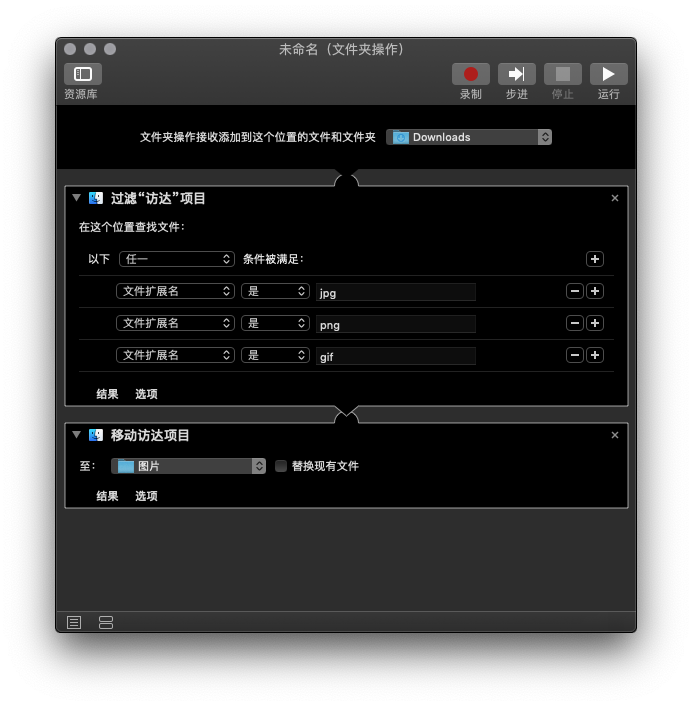 未命名（文件夹操作）
资源库 录制 步进 停止 运行
文件夹操作接收添加到这个位置的文件和文件夹 Downloads
过滤“访达”项目
在这个位置查找文件：
以下 任一 条件被满足：
文件扩展名 是 jpg
文件扩展名 是 png
文件扩展名 是 gif
结果 选项
移动访达项目
至： 图片 替换现有文件
结果 选项